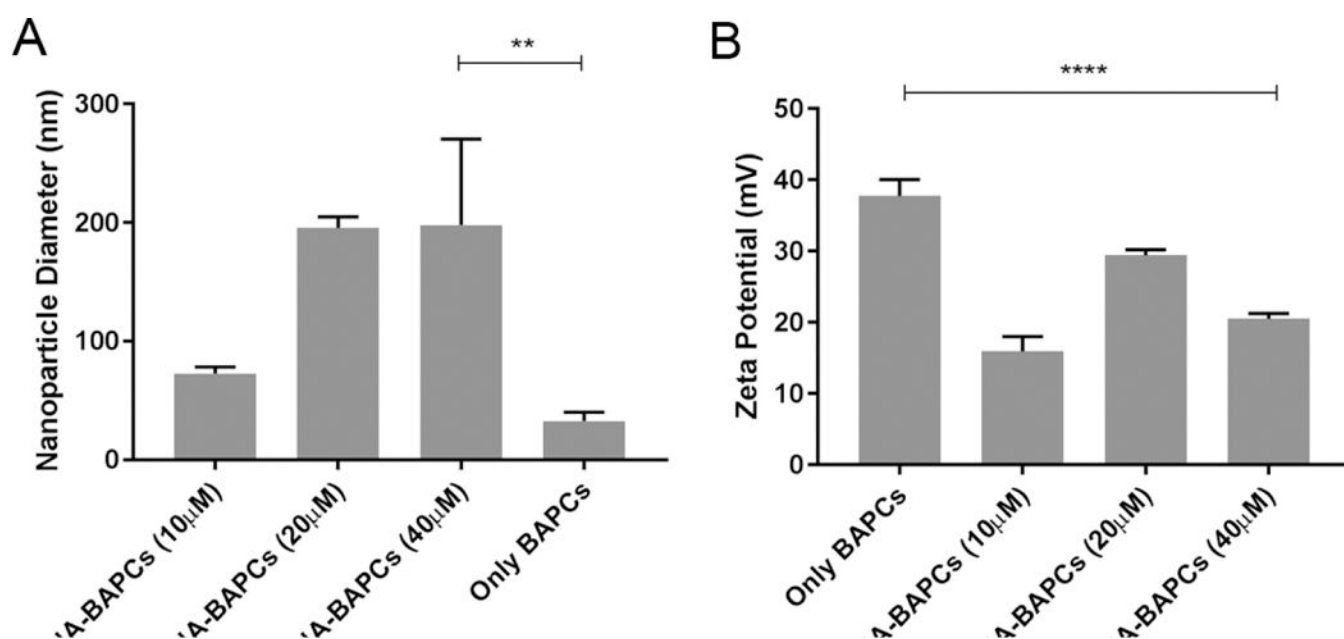 A
**
300
200
100
0
Nanoparticle Diameter (nm)
A-BAPCs (10μM)
A-BAPCs (20μM)
A-BAPCs (40μM)
Only BAPCs
B
****
50
40
30
20
10
0
Zeta Potential (mV)
Only BAPCs
A-BAPCs (10μM)
A-BAPCs (20μM)
A-BAPCs (40μM)